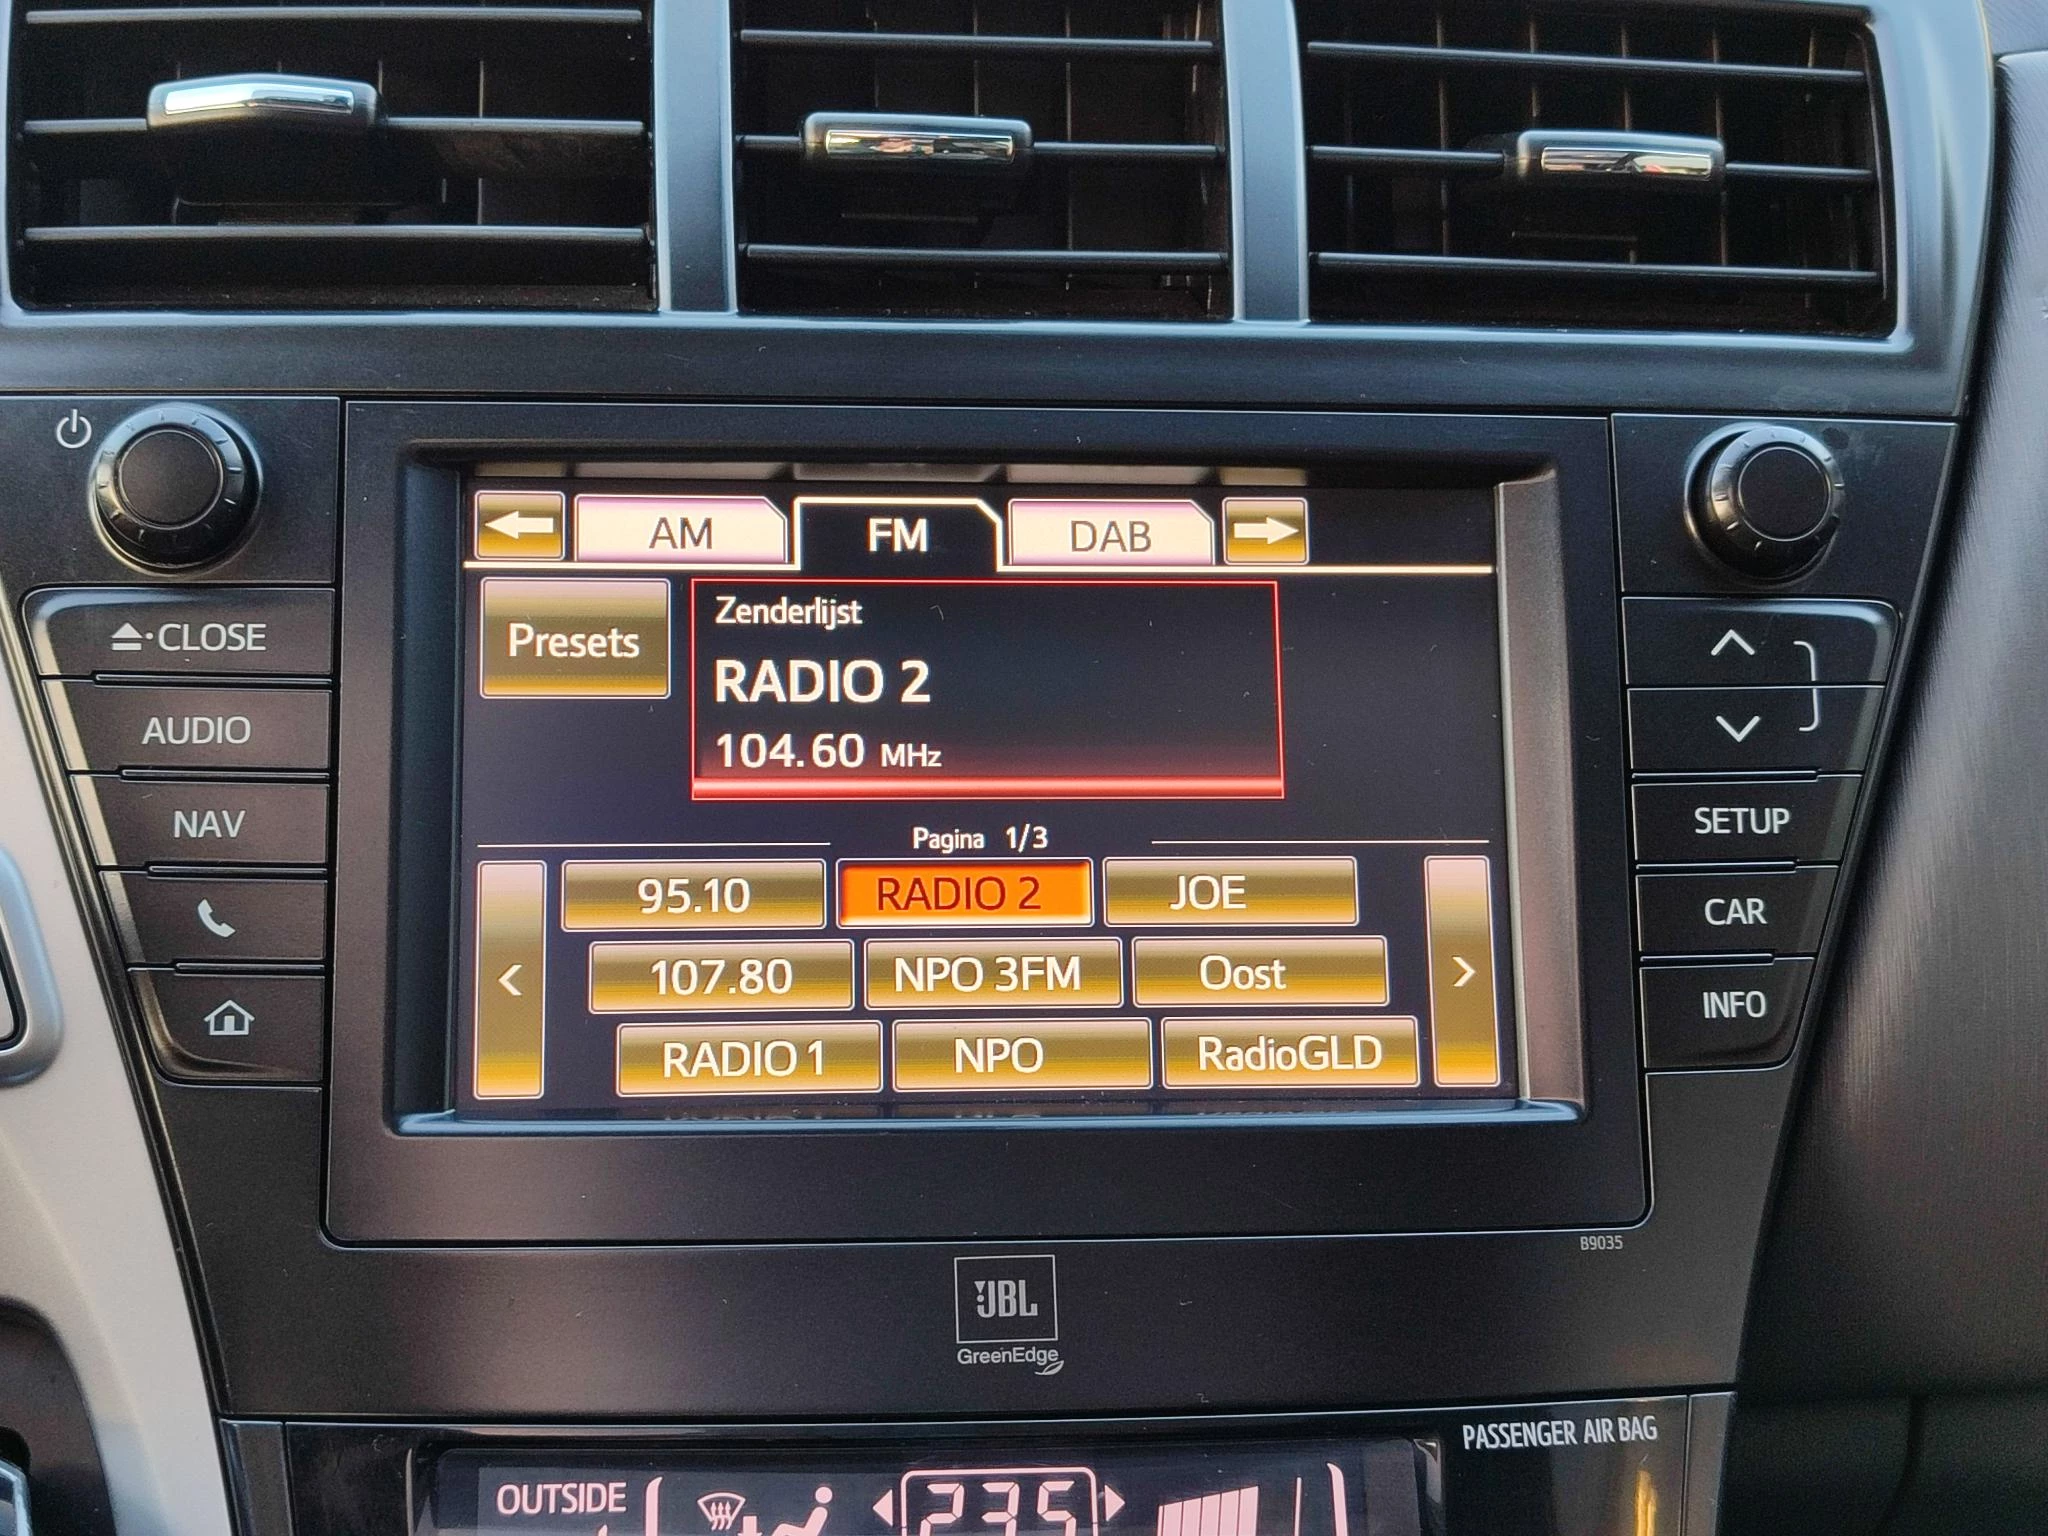 AM FM DAB
Presets
Zenderlijst
RADIO 2
104.60 MHz
Pagina 1/3
95.10 RADIO 2 JOE
107.80 NPO 3FM Oost
RADIO 1 NPO RadioGLD
CLOSE
AUDIO
NAV
SETUP
CAR
INFO
B9035
JBL
GreenEdge
PASSENGER AIR BAG
OUTSIDE
23.5